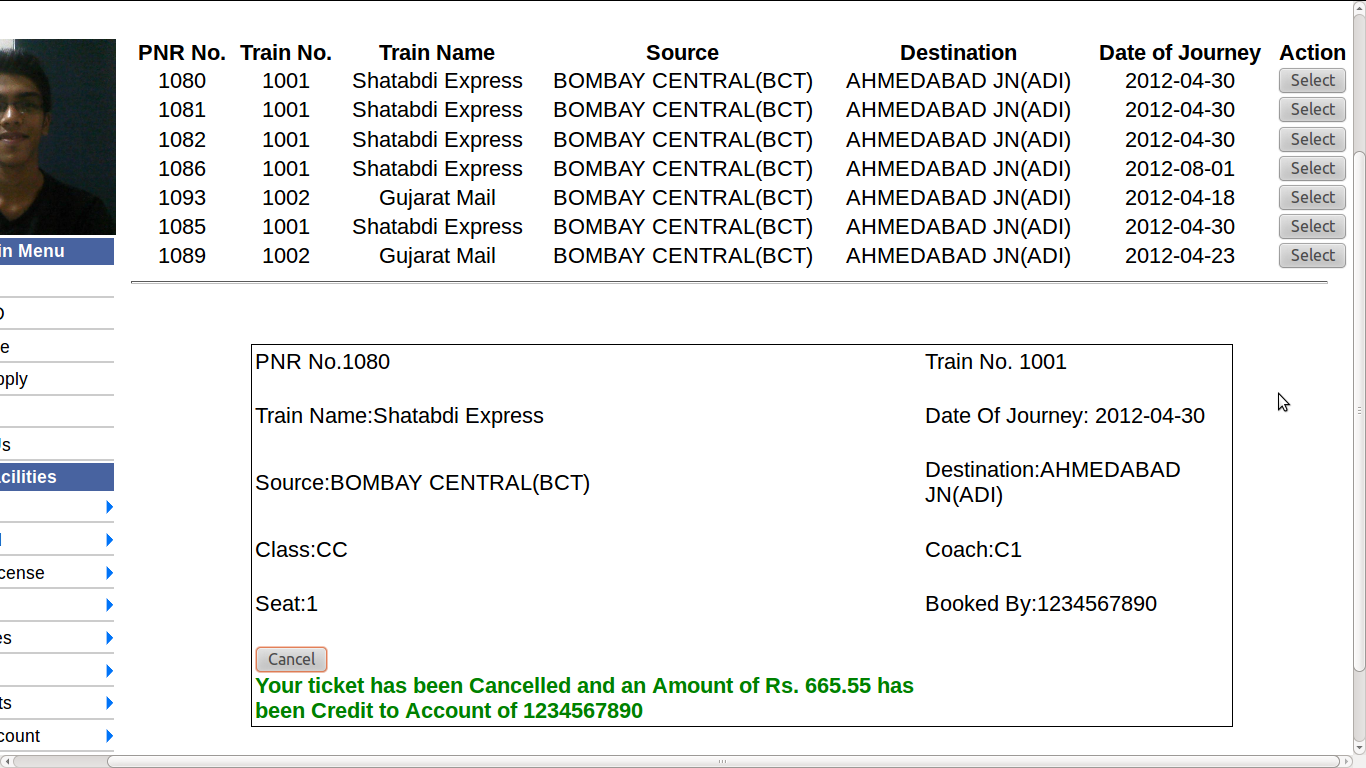 PNR No. Train No. Train Name Source Destination Date of Journey Action
1080 1001 Shatabdi Express BOMBAY CENTRAL(BCT) AHMEDABAD JN(ADI) 2012-04-30 Select
1081 1001 Shatabdi Express BOMBAY CENTRAL(BCT) AHMEDABAD JN(ADI) 2012-04-30 Select
1082 1001 Shatabdi Express BOMBAY CENTRAL(BCT) AHMEDABAD JN(ADI) 2012-04-30 Select
1086 1001 Shatabdi Express BOMBAY CENTRAL(BCT) AHMEDABAD JN(ADI) 2012-08-01 Select
1093 1002 Gujarat Mail BOMBAY CENTRAL(BCT) AHMEDABAD JN(ADI) 2012-04-18 Select
1085 1001 Shatabdi Express BOMBAY CENTRAL(BCT) AHMEDABAD JN(ADI) 2012-04-30 Select
1089 1002 Gujarat Mail BOMBAY CENTRAL(BCT) AHMEDABAD JN(ADI) 2012-04-23 Select
in Menu
e
pply
Us
cilities
cense
es
ts
count
PNR No.1080 Train No. 1001
Train Name:Shatabdi Express Date Of Journey: 2012-04-30
Source:BOMBAY CENTRAL(BCT) Destination:AHMEDABAD
JN(ADI)
Class:CC Coach:C1
Seat:1 Booked By:1234567890
Cancel
Your ticket has been Cancelled and an Amount of Rs. 665.55 has
been Credit to Account of 1234567890